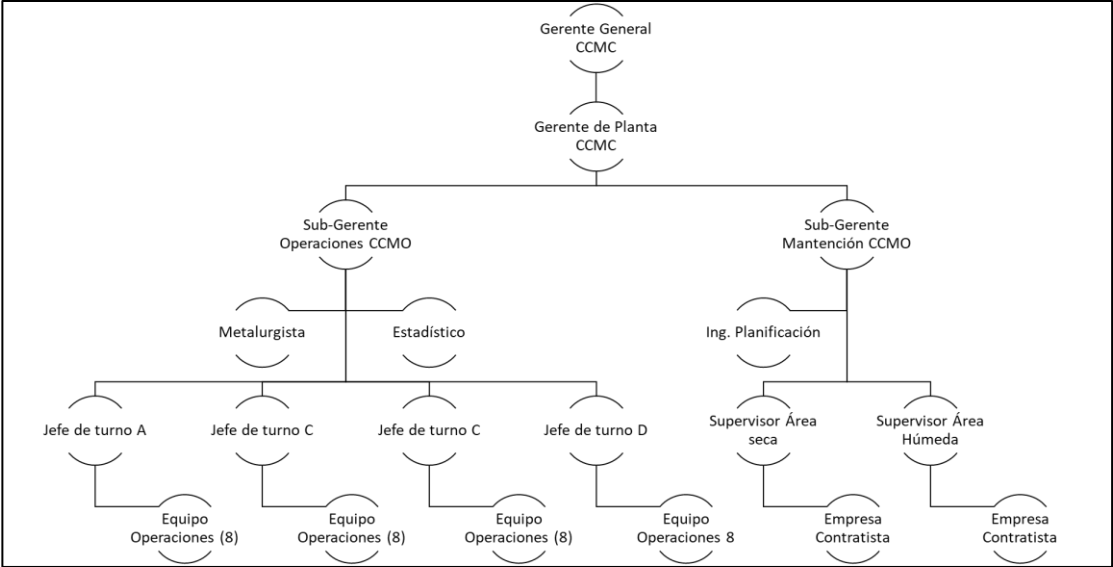 Gerente General
CCMC
Gerente de Planta
CCMC
Sub-Gerente
Operaciones CCMO
Sub-Gerente
Mantención CCMO
Metalurgista
Estadístico
Ing. Planificación
Jefe de turno A
Jefe de turno C
Jefe de turno C
Jefe de turno D
Supervisor Área
seca
Supervisor Área
Húmeda
Equipo
Operaciones (8)
Equipo
Operaciones (8)
Equipo
Operaciones (8)
Equipo
Operaciones 8
Empresa
Contratista
Empresa
Contratista